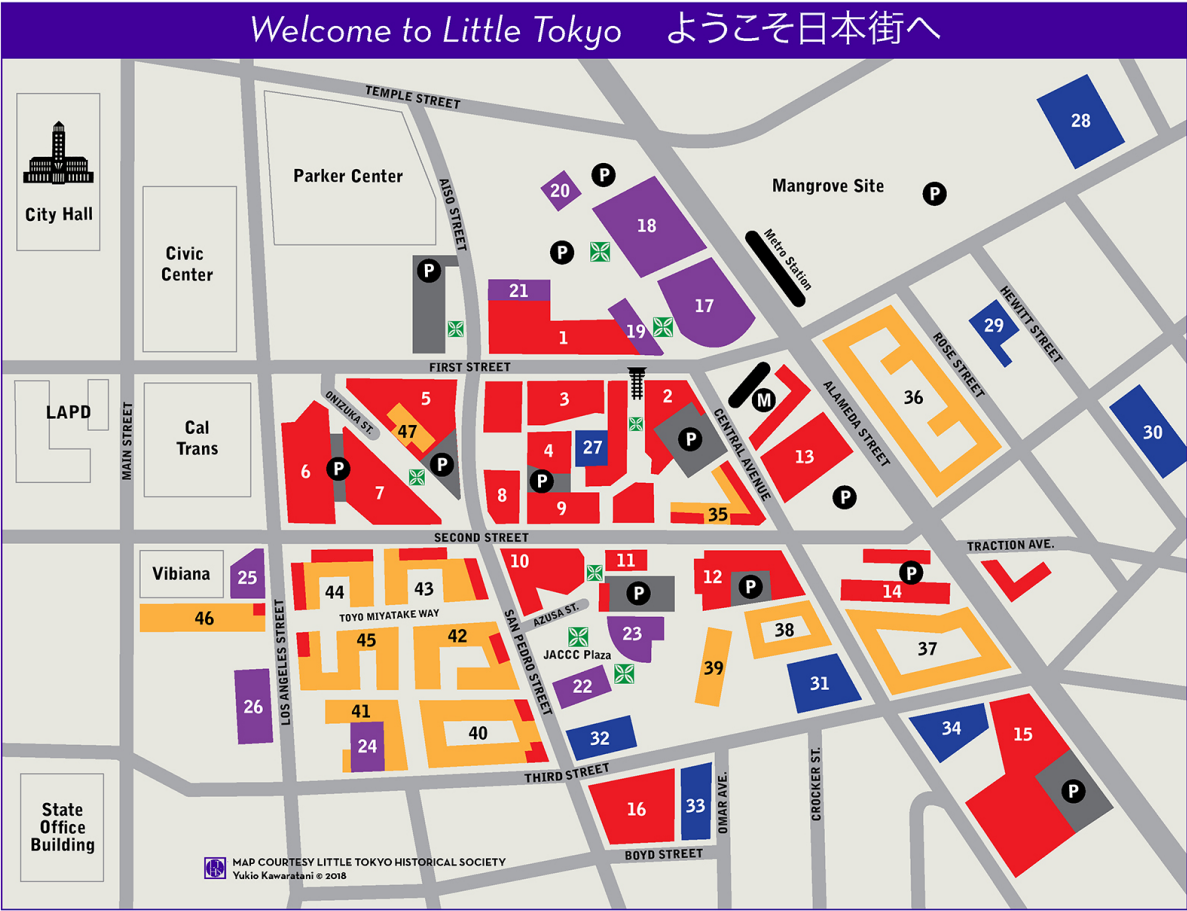 Welcome to Little Tokyo ようこそ日本街へ
TEMPLE STREET
28
City Hall
Parker Center
AISO STREET
20
P
18
Mangrove Site
P
Civic
Center
P
P
Metro Station
21
1
19
17
HEWITT STREET
29
ROSE STREET
FIRST STREET
LAPD
MAIN STREET
Cal
Trans
ONIZUKA ST.
5
47
3
2
M
CENTRAL AVENUE
ALAMEDA STREET
36
30
6
P
7
P
4
27
P
13
8
P
9
35
P
SECOND STREET
TRACTION AVE.
Vibiana
25
44
43
10
11
12
P
P
P
14
46
LOS ANGELES STREET
TOYO MIYATAKE WAY
SAN PEDRO STREET
AZUSA ST.
45
42
23
JACCC Plaza
38
37
39
22
31
26
41
24
40
32
34
15
THIRD STREET
P
State
Office
Building
16
33
OMAR AVE.
CROCKER ST.
BOYD STREET
MAP COURTESY LITTLE TOKYO HISTORICAL SOCIETY
Yukio Kawaratani © 2018